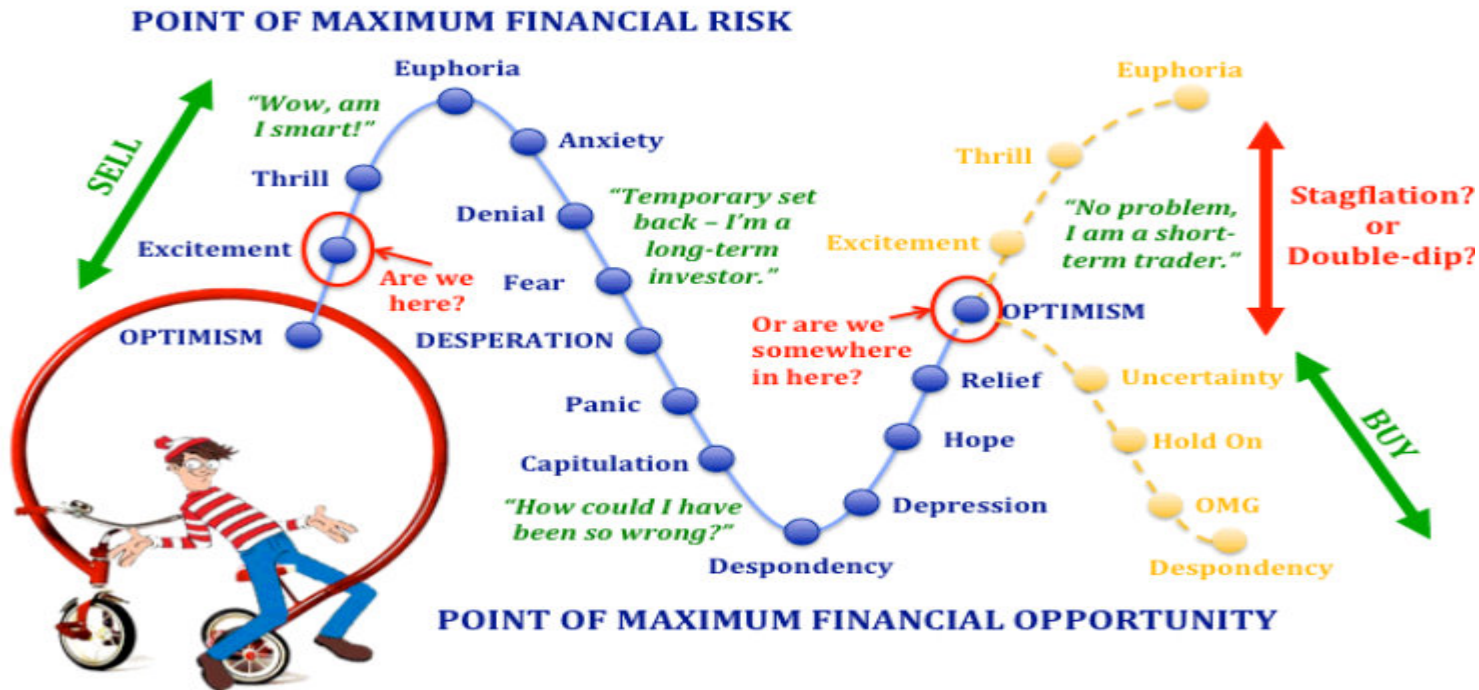 POINT OF MAXIMUM FINANCIAL RISK
SELL
Euphoria
"Wow, am
I smart!"
Thrill
Excitement
Are we
here?
OPTIMISM
Anxiety
Denial
"Temporary set
back – I'm a
long-term
investor."
Fear
DESPERATION
Panic
Capitulation
"How could I have
been so wrong?"
Despondency
Depression
Hope
Relief
Or are we
somewhere
in here?
OPTIMISM
Excitement
Thrill
Euphoria
"No problem,
I am a short-
term trader."
Stagflation?
or
Double-dip?
Uncertainty
Hold On
OMG
Despondency
BUY
POINT OF MAXIMUM FINANCIAL OPPORTUNITY